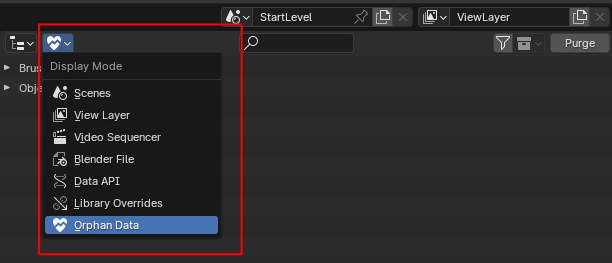 StartLevel
ViewLayer
Purge
Brus
Obje
Display Mode
Scenes
View Layer
Video Sequencer
Blender File
Data API
Library Overrides
Orphan Data